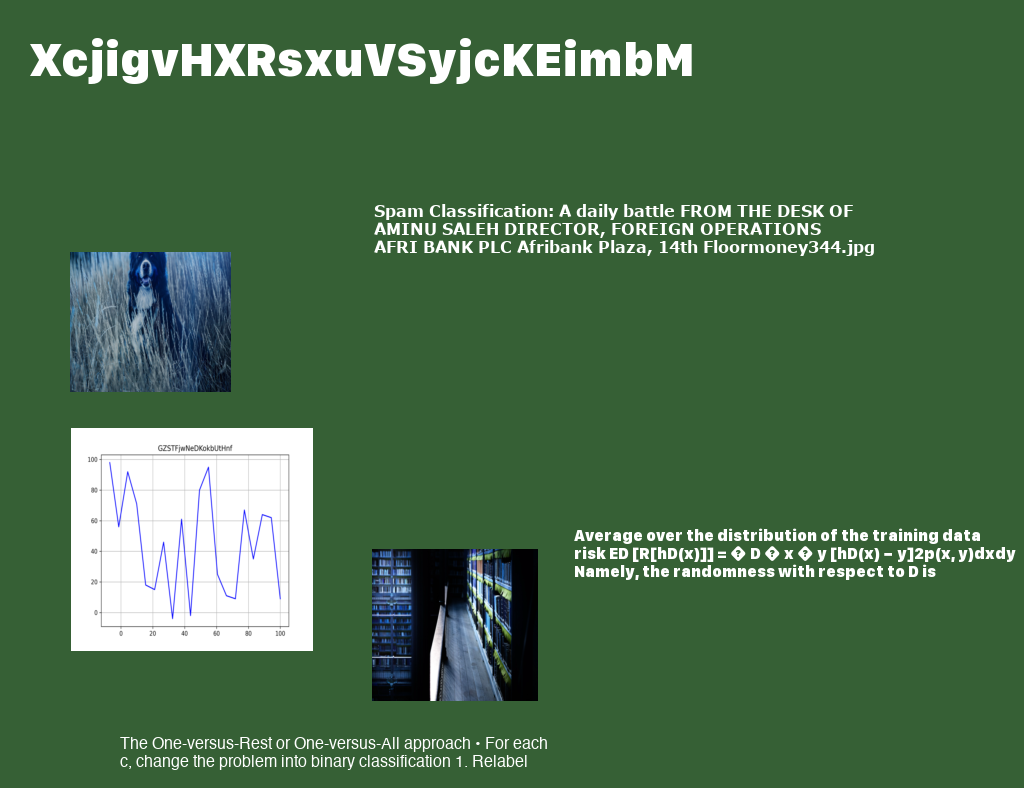 XcjigvHXRsxuVSyjcKEimbM
Spam Classification: A daily battle FROM THE DESK OF
AMINU SALEH DIRECTOR, FOREIGN OPERATIONS
AFRI BANK PLC Afribank Plaza, 14th Floormoney344.jpg
GZSTFjwNeDKokbUtHnf
100
80
60
40
20
0
0 20 40 60 80 100
Average over the distribution of the training data
risk ED [R[hD(x)]] = � D � x � y [hD(x) − y]2p(x, y)dxdy
Namely, the randomness with respect to D is
The One-versus-Rest or One-versus-All approach • For each
c, change the problem into binary classification 1. Relabel